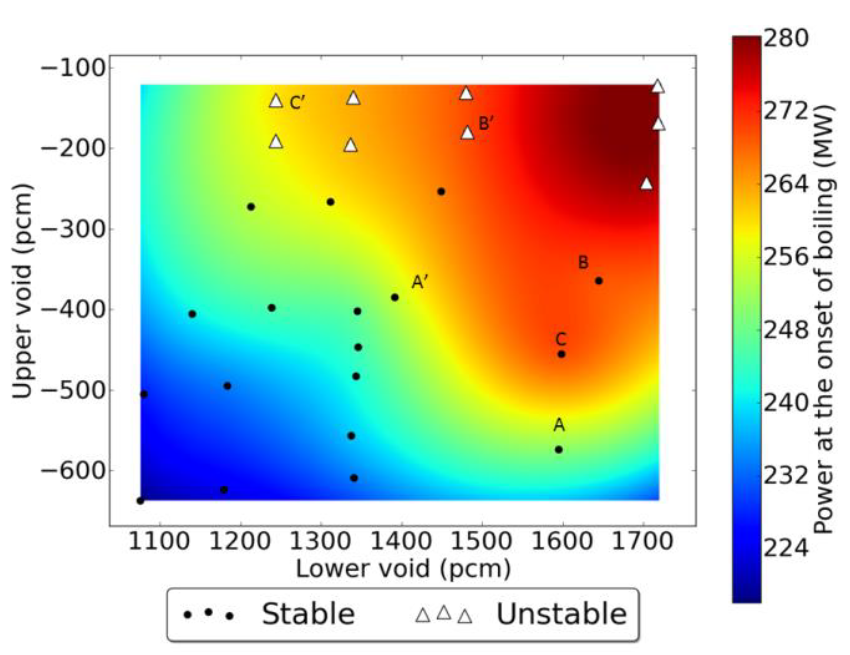 −100
−200
−300
−400
−500
−600
Upper void (pcm)
C′
B′
A′
B
C
A
1100 1200 1300 1400 1500 1600 1700
Lower void (pcm)
280
272
264
256
248
240
232
224
Power at the onset of boiling (MW)
Stable Unstable